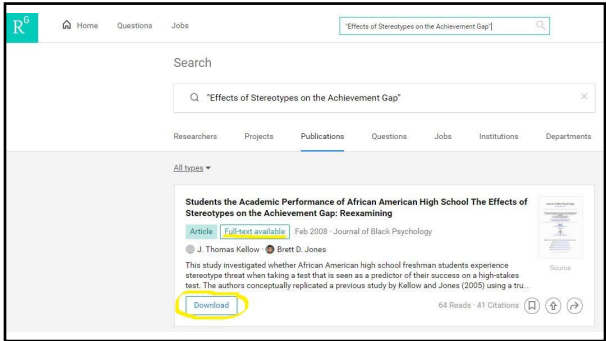 R⁶ Home Questions Jobs "Effects of Stereotypes on the Achievement Gap"
Search
"Effects of Stereotypes on the Achievement Gap"
Researchers Projects Publications Questions Jobs Institutions Departments
All types
Students the Academic Performance of African American High School The Effects of
Stereotypes on the Achievement Gap: Reexamining
Article Full-text available Feb 2008 · Journal of Black Psychology
J. Thomas Kellow · Brett D. Jones
This study investigated whether African American high school freshman students experience
stereotype threat when taking a test that is seen as a predictor of their success on a high-stakes
test. The authors conceptually replicated a previous study by Kellow and Jones (2005) using a tru...
Source
Download 64 Reads · 41 Citations